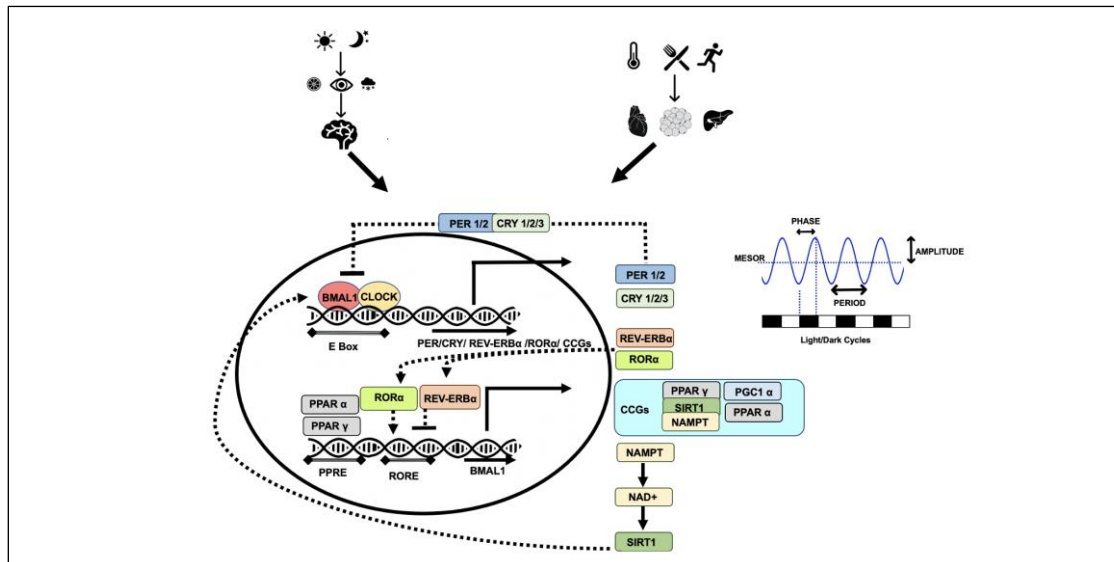 PER 1/2 CRY 1/2/3
BMAL1 CLOCK
E Box
PER/CRY/ REV-ERBα /RORα/ CCGs
PPAR α
PPAR γ
RORα
REV-ERBα
PPRE
RORE
BMAL1
PER 1/2
CRY 1/2/3
REV-ERBα
RORα
CCGs
PPAR γ
SIRT1
NAMPT
PGC1 α
PPAR α
NAMPT
NAD+
SIRT1
PHASE
AMPLITUDE
MESOR
PERIOD
Light/Dark Cycles